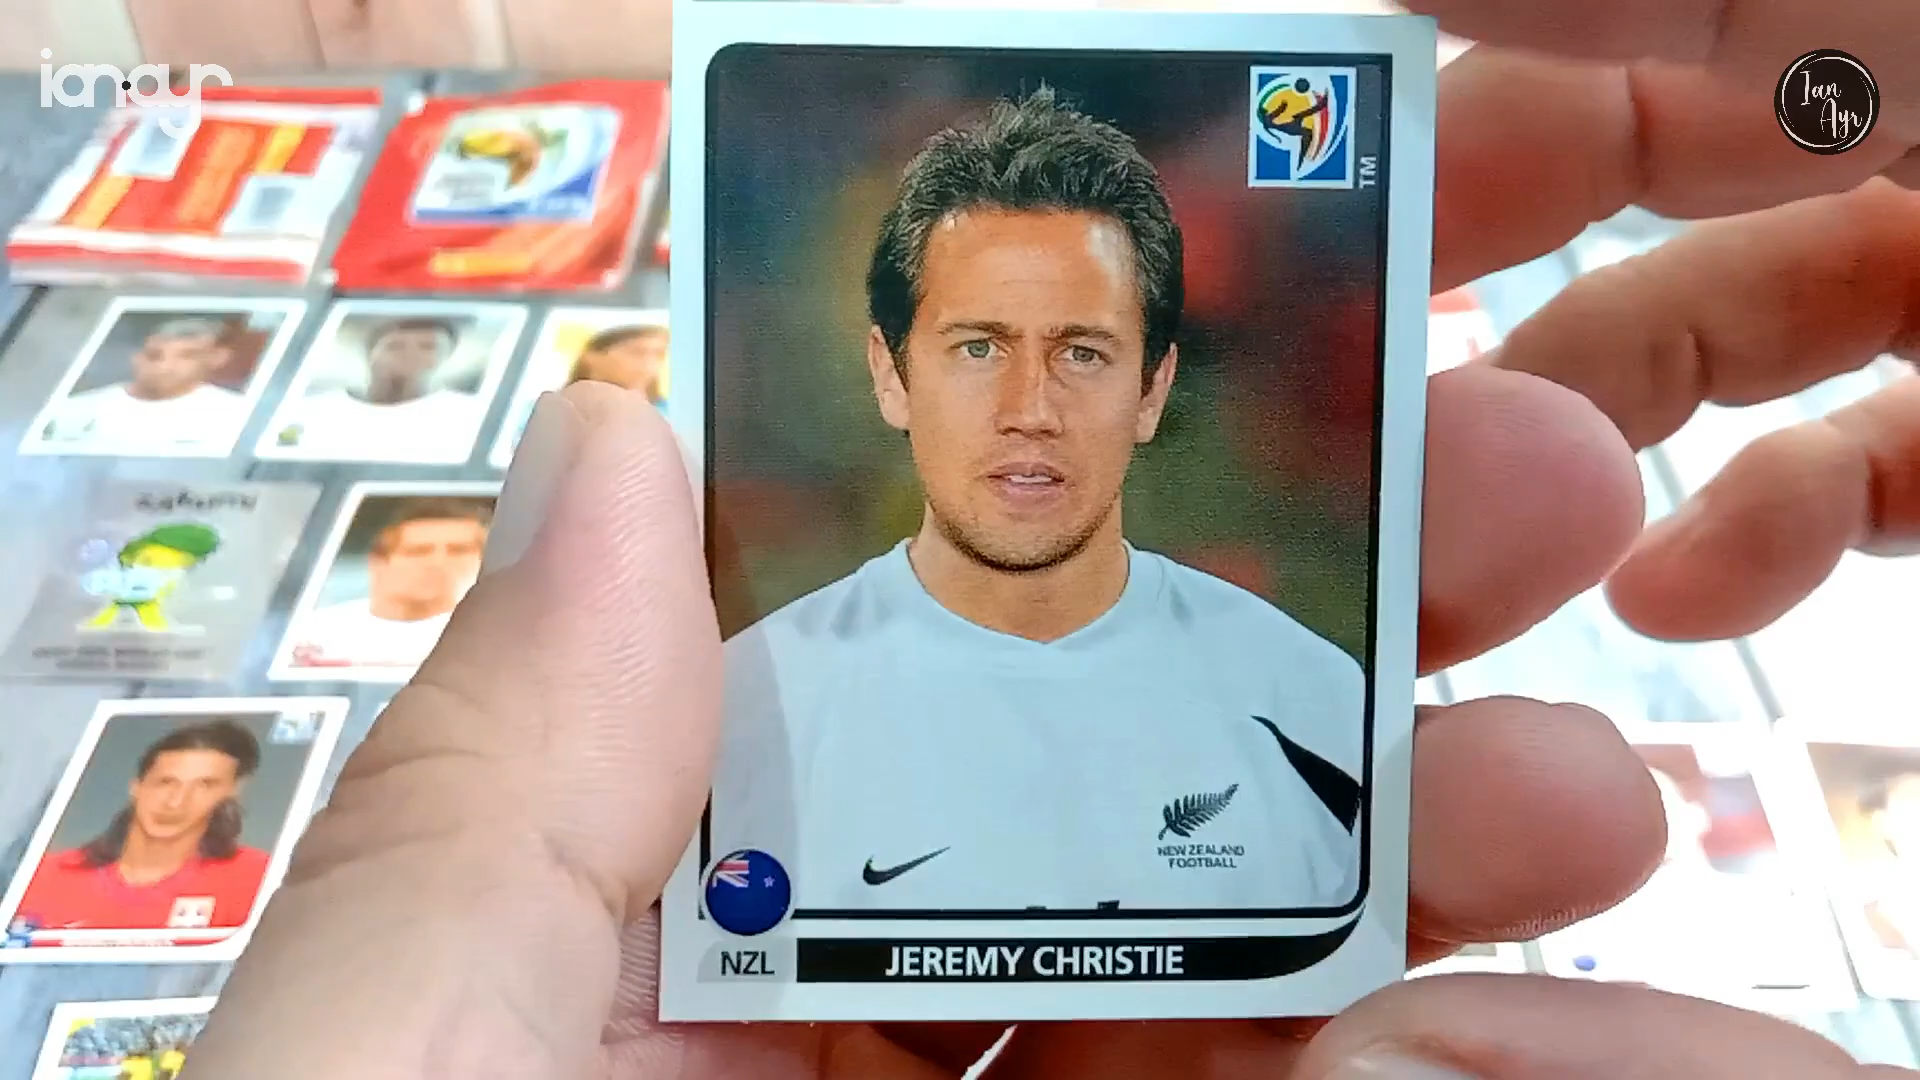 ian.ayr
Ian
Ayr
TM
NEW ZEALAND
FOOTBALL
NZL
JEREMY CHRISTIE